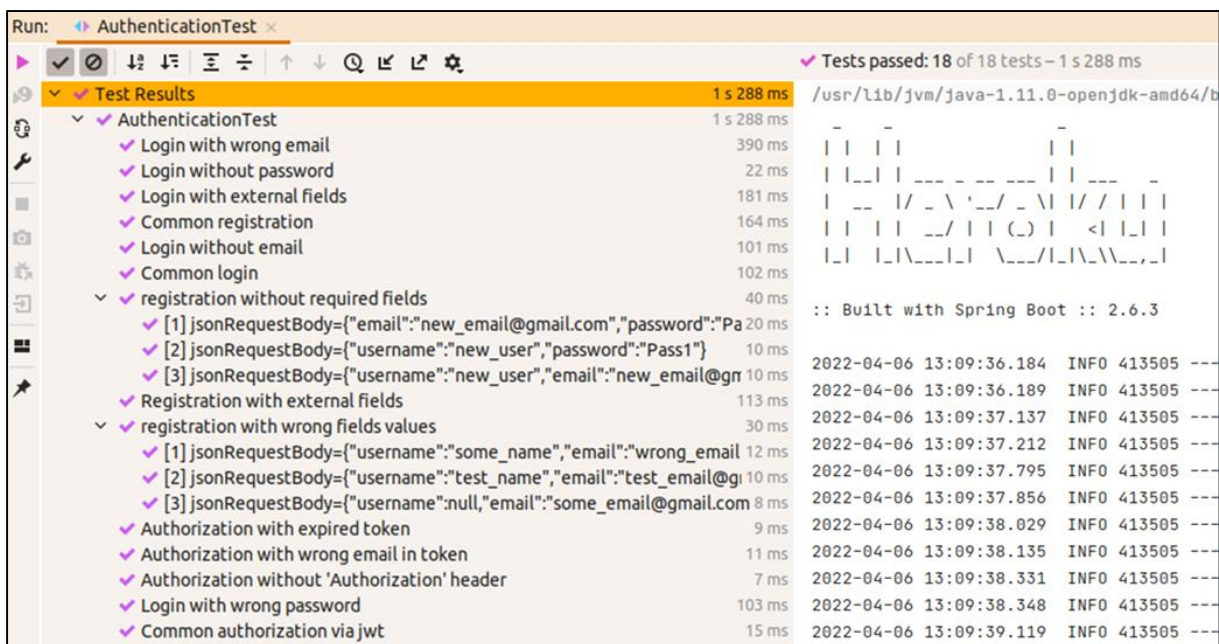 Run: AuthenticationTest ×
Tests passed: 18 of 18 tests – 1 s 288 ms
Test Results 1 s 288 ms
AuthenticationTest 1 s 288 ms
Login with wrong email 390 ms
Login without password 22 ms
Login with external fields 181 ms
Common registration 164 ms
Login without email 101 ms
Common login 102 ms
registration without required fields 40 ms
[1] jsonRequestBody={"email":"new_email@gmail.com","password":"Pa 20 ms
[2] jsonRequestBody={"username":"new_user","password":"Pass1"} 10 ms
[3] jsonRequestBody={"username":"new_user","email":"new_email@gm 10 ms
Registration with external fields 113 ms
registration with wrong fields values 30 ms
[1] jsonRequestBody={"username":"some_name","email":"wrong_email 12 ms
[2] jsonRequestBody={"username":"test_name","email":"test_email@g 10 ms
[3] jsonRequestBody={"username":null,"email":"some_email@gmail.com 8 ms
Authorization with expired token 9 ms
Authorization with wrong email in token 11 ms
Authorization without 'Authorization' header 7 ms
Login with wrong password 103 ms
Common authorization via jwt 15 ms
/usr/lib/jvm/java-1.11.0-openjdk-amd64/b
Heroku
:: Built with Spring Boot :: 2.6.3
2022-04-06 13:09:36.184 INFO 413505 ---
2022-04-06 13:09:36.189 INFO 413505 ---
2022-04-06 13:09:37.137 INFO 413505 ---
2022-04-06 13:09:37.212 INFO 413505 ---
2022-04-06 13:09:37.795 INFO 413505 ---
2022-04-06 13:09:37.856 INFO 413505 ---
2022-04-06 13:09:38.029 INFO 413505 ---
2022-04-06 13:09:38.135 INFO 413505 ---
2022-04-06 13:09:38.331 INFO 413505 ---
2022-04-06 13:09:38.348 INFO 413505 ---
2022-04-06 13:09:39.119 INFO 413505 ---